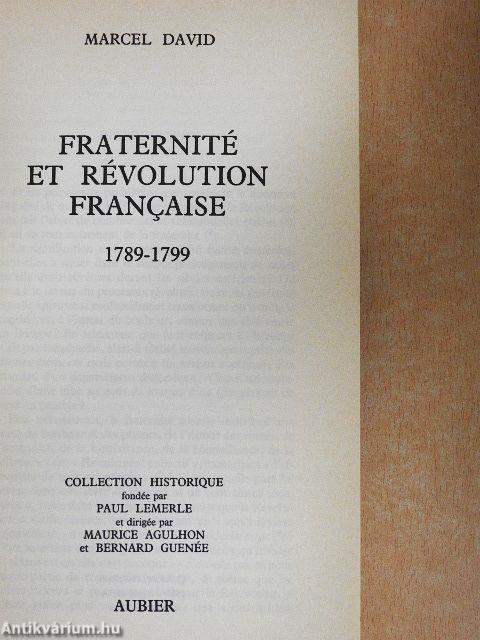 MARCEL DAVID
FRATERNITÉ
ET RÉVOLUTION
FRANÇAISE
1789-1799
COLLECTION HISTORIQUE
fondée par
PAUL LEMERLE
et dirigée par
MAURICE AGULHON
et BERNARD GUENÉE
AUBIER
Antikvárium.hu